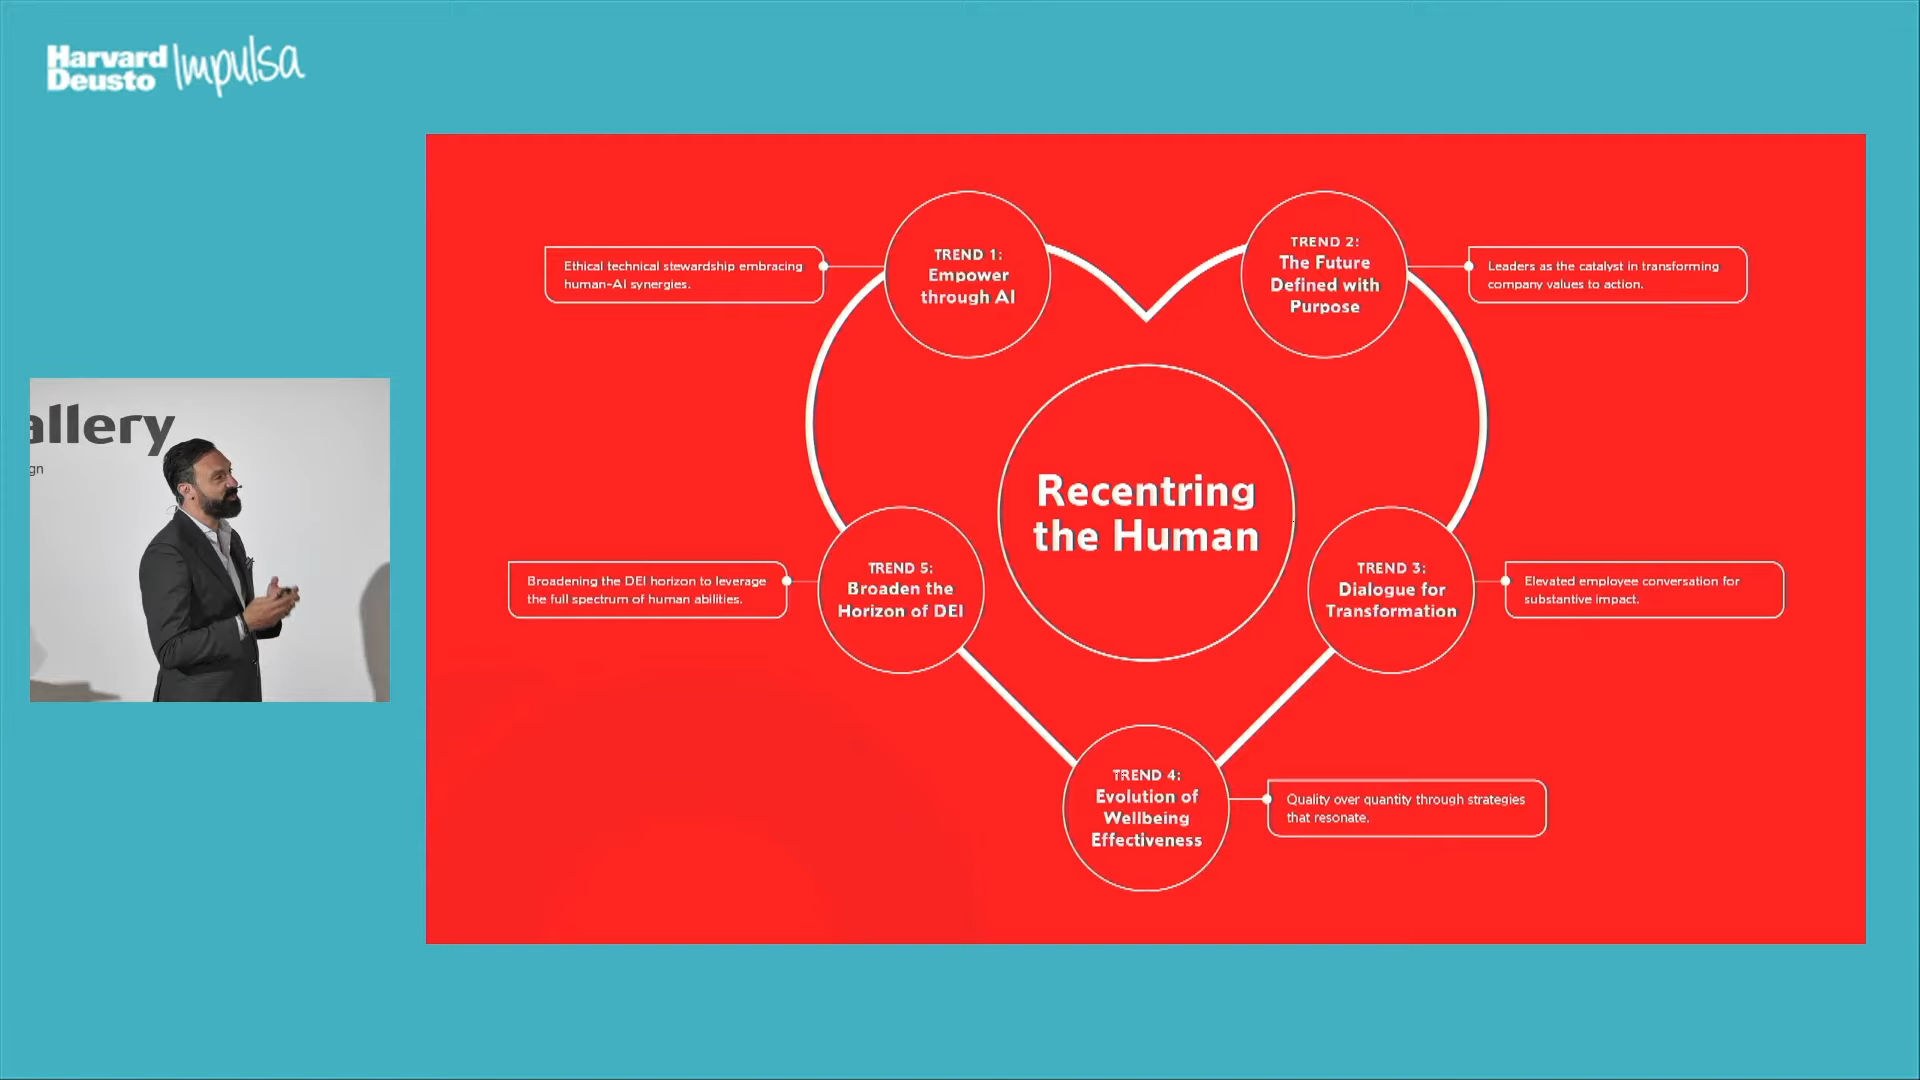 Harvard
Deusto
Impulsa
allery
gn
TREND 1:
Empower
through AI
Ethical technical stewardship embracing
human-AI synergies.
TREND 2:
The Future
Defined with
Purpose
Leaders as the catalyst in transforming
company values to action.
Recentring
the Human
TREND 5:
Broaden the
Horizon of DEI
Broadening the DEI horizon to leverage
the full spectrum of human abilities.
TREND 3:
Dialogue for
Transformation
Elevated employee conversation for
substantive impact.
TREND 4:
Evolution of
Wellbeing
Effectiveness
Quality over quantity through strategies
that resonate.